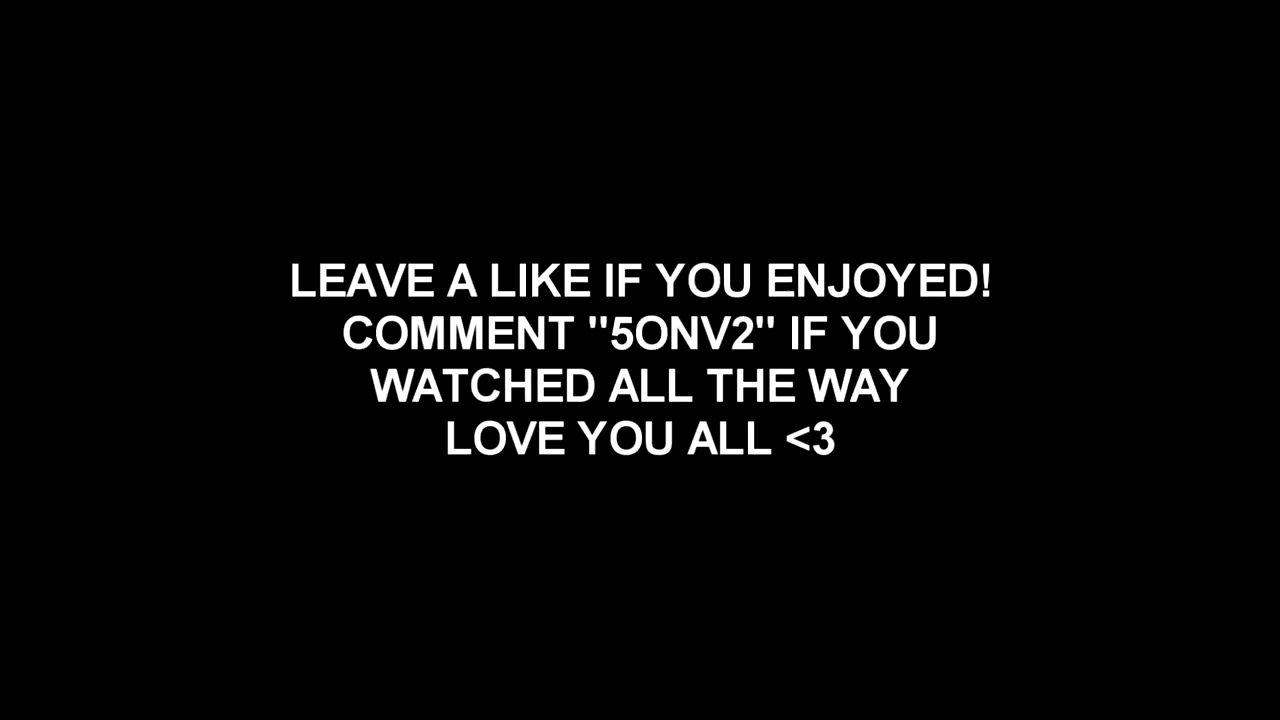 LEAVE A LIKE IF YOU ENJOYED!
COMMENT "5ONV2" IF YOU
WATCHED ALL THE WAY
LOVE YOU ALL <3